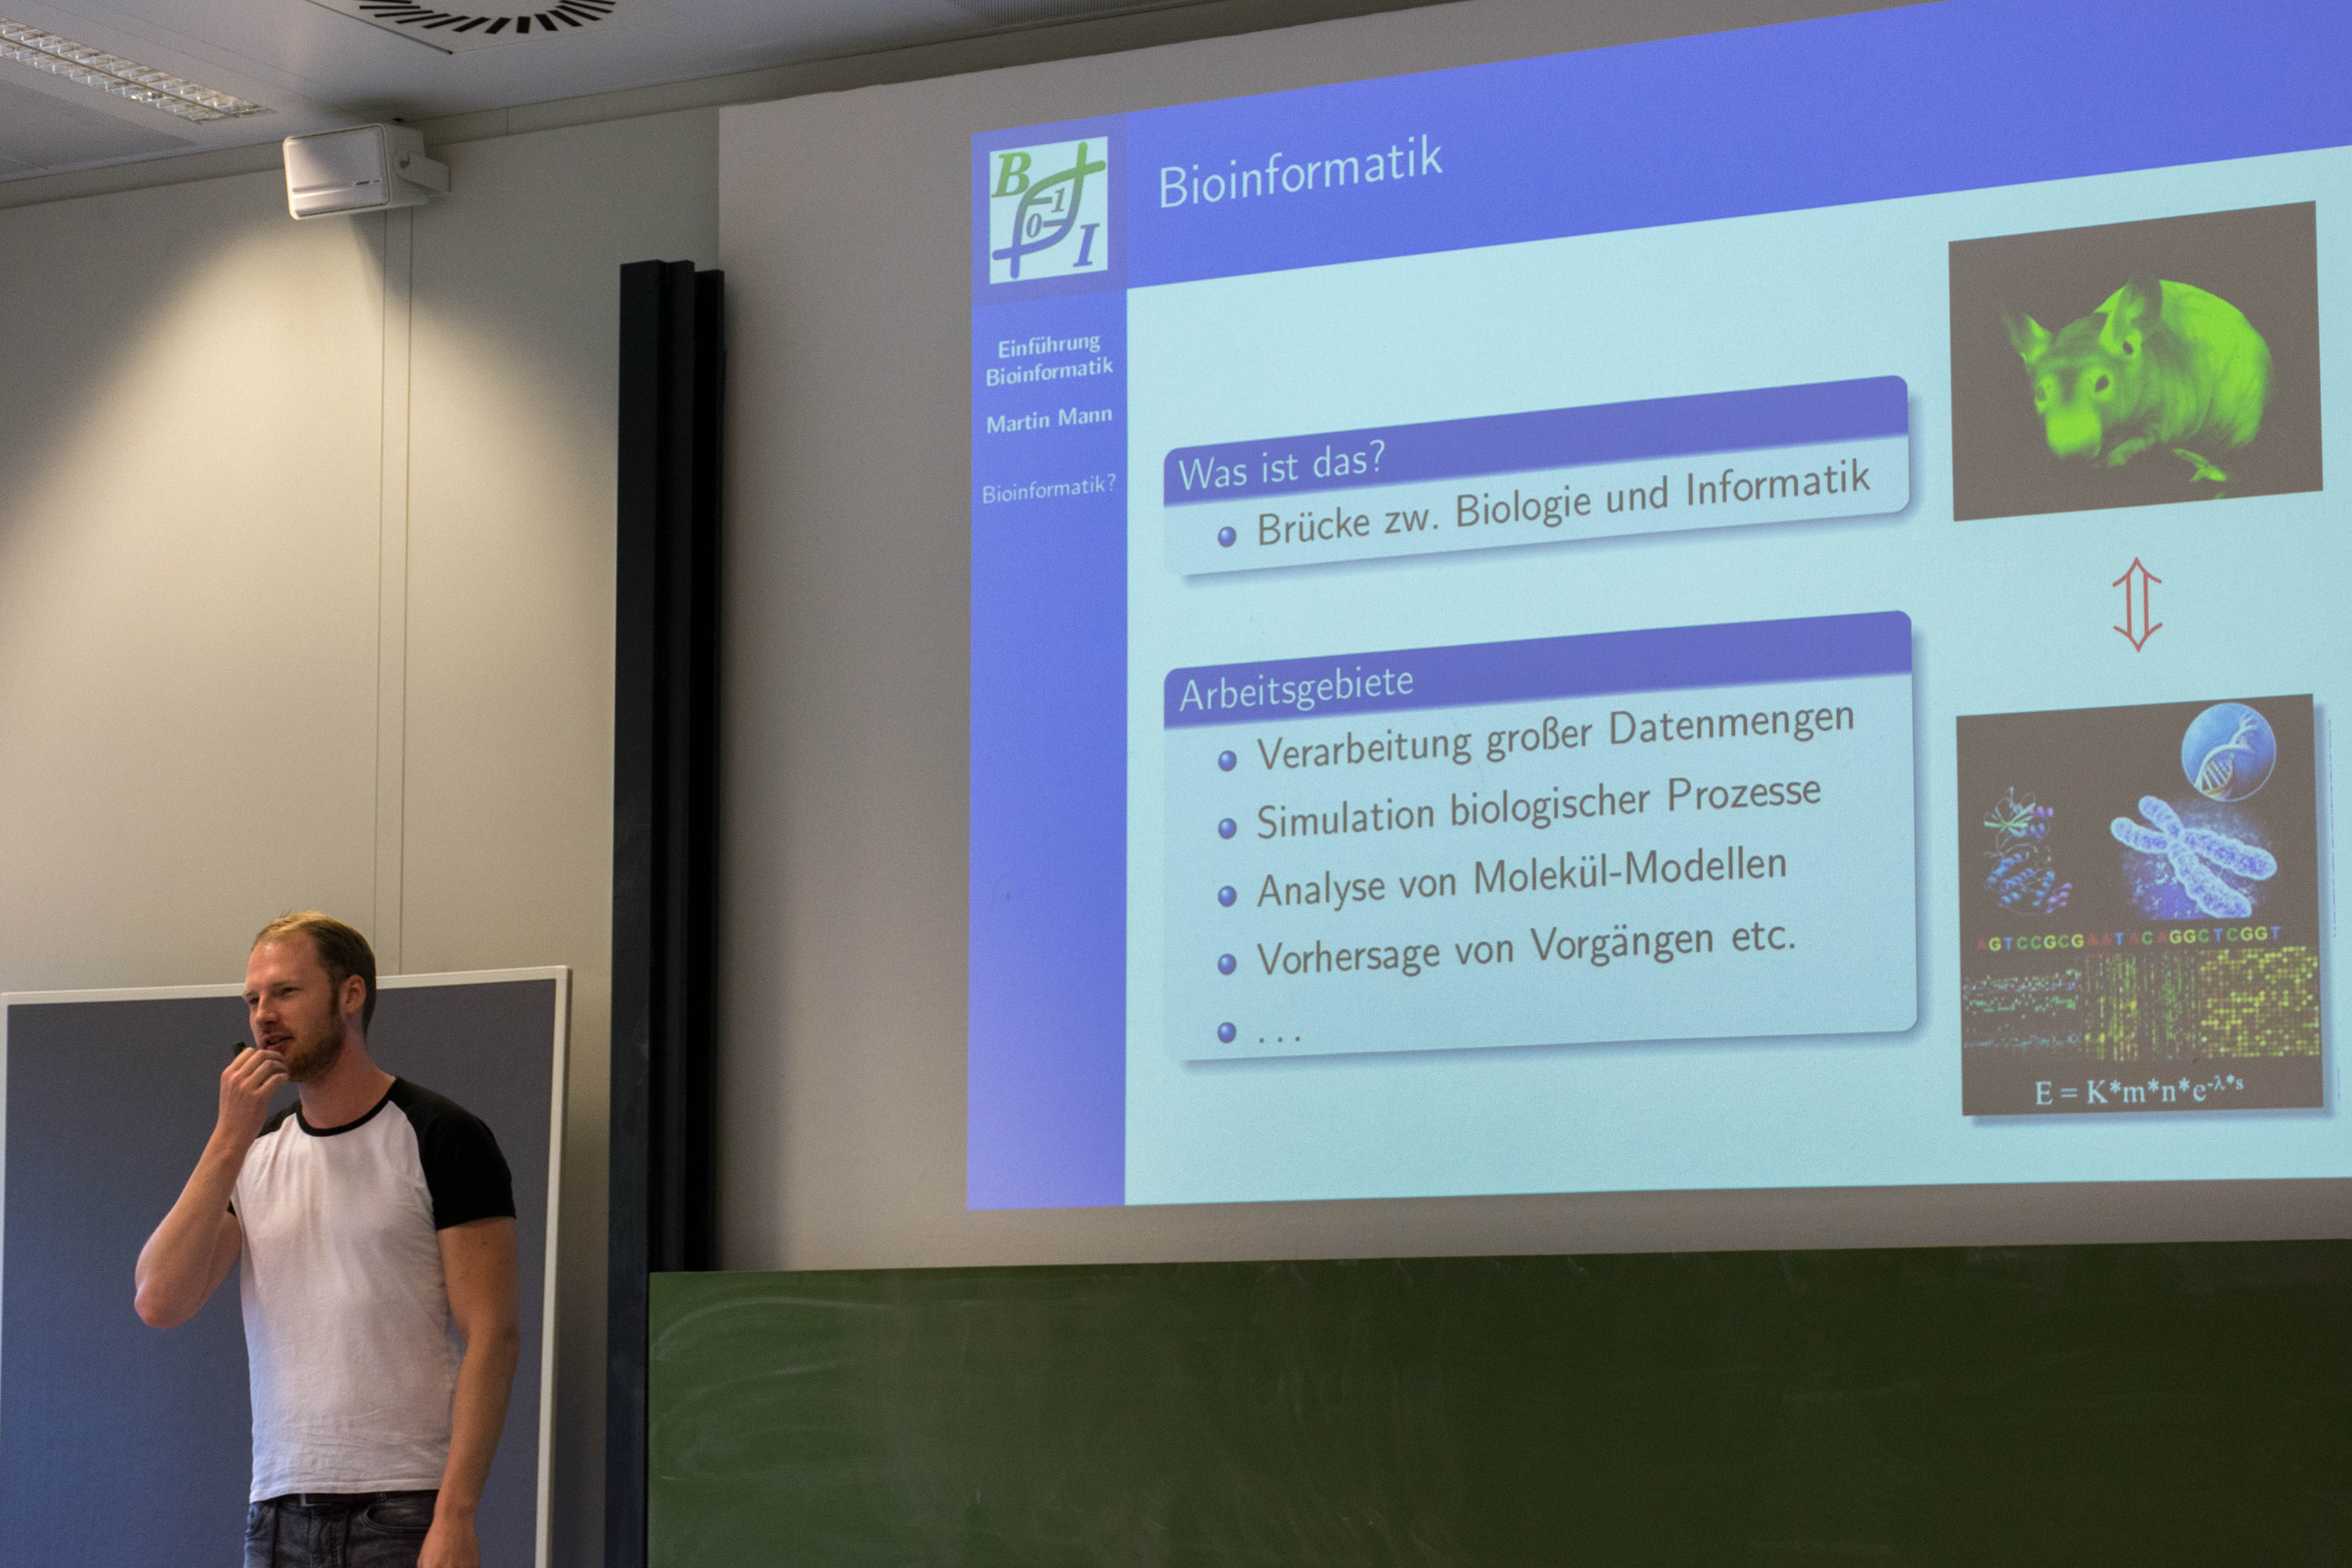 B
0 1
I
Bioinformatik
Einführung
Bioinformatik
Martin Mann
Bioinformatik?
Was ist das?
Brücke zw. Biologie und Informatik
Arbeitsgebiete
Verarbeitung großer Datenmengen
Simulation biologischer Prozesse
Analyse von Molekül-Modellen
Vorhersage von Vorgängen etc.
...
AGTCCGCGAATACAGGCTCGGT
E = K*m*n*e-λ*s